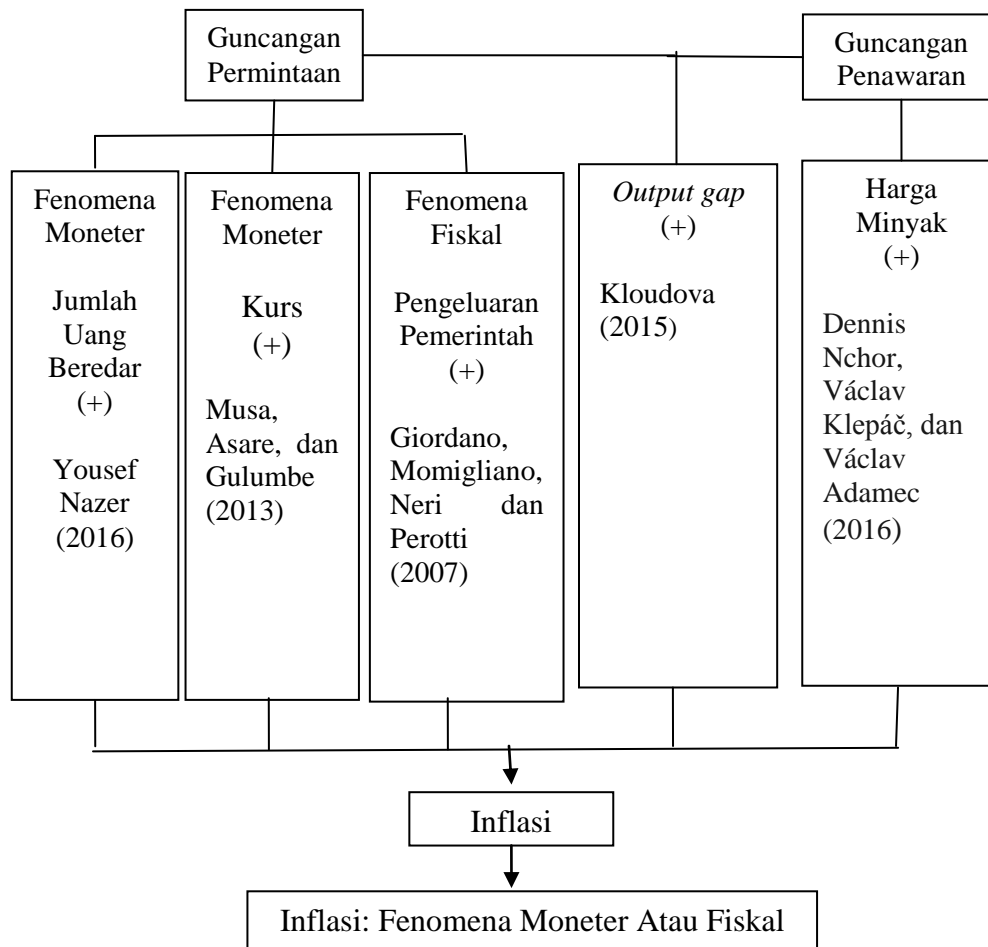 Guncangan
Permintaan
Guncangan
Penawaran
Fenomena
Moneter
Jumlah
Uang
Beredar
(+)
Yousef
Nazer
(2016)
Fenomena
Moneter
Kurs
(+)
Musa,
Asare, dan
Gulumbe
(2013)
Fenomena
Fiskal
Pengeluaran
Pemerintah
(+)
Giordano,
Momigliano,
Neri dan
Perotti
(2007)
Output gap
(+)
Kloudova
(2015)
Harga
Minyak
(+)
Dennis
Nchor,
Václav
Klepáč, dan
Václav
Adamec
(2016)
Inflasi
Inflasi: Fenomena Moneter Atau Fiskal